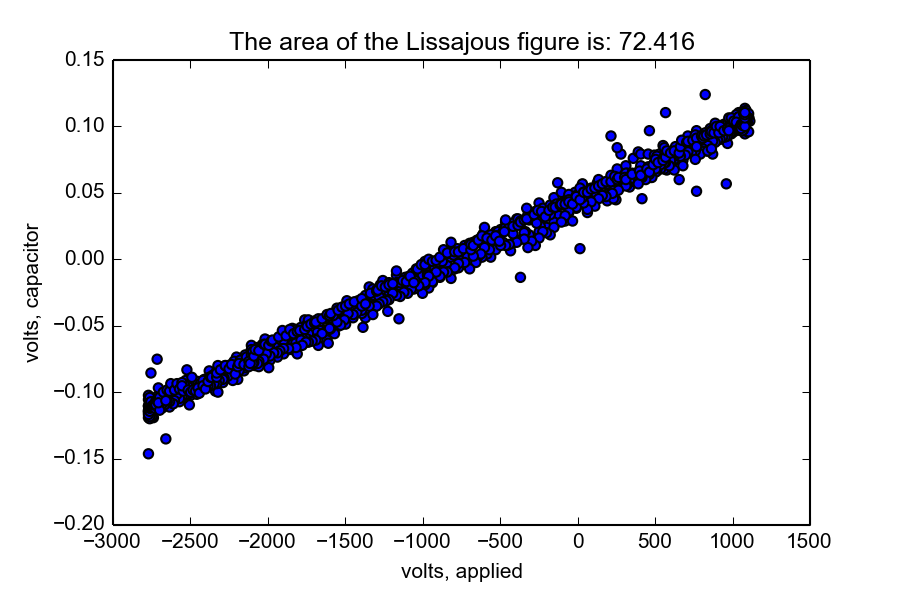 The area of the Lissajous figure is: 72.416
0.15
0.10
0.05
0.00
−0.05
−0.10
−0.15
−0.20
volts, capacitor
−3000 −2500 −2000 −1500 −1000 −500 0 500 1000 1500
volts, applied